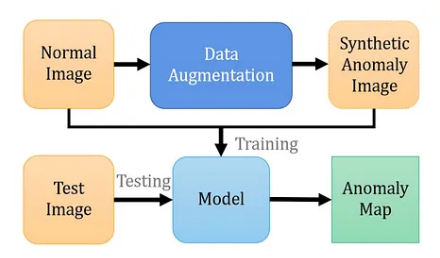 Normal
Image
Data
Augmentation
Synthetic
Anomaly
Image
Training
Test
Image
Testing
Model
Anomaly
Map